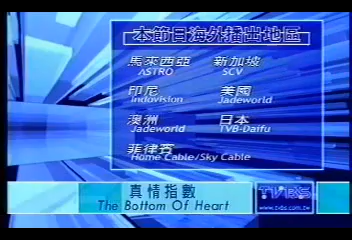 本節目海外播出地區
馬來西亞 新加坡
ASTRO SCV
印尼 美國
Indovision Jadeworld
澳洲 日本
Jadeworld TVB-Daifu
菲律賓
Home Cable/Sky Cable
真情指數 TVBS
The Bottom Of Heart www.tvbs.com.tw